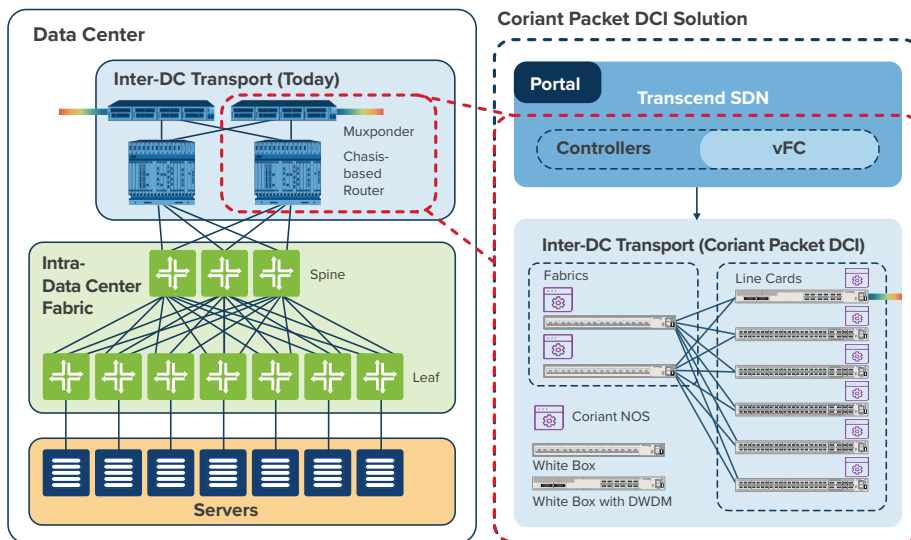 Data Center
Inter-DC Transport (Today)
Muxponder
Chasis-
based
Router
Intra-
Data Center
Fabric
Spine
Leaf
Servers
Coriant Packet DCI Solution
Portal
Transcend SDN
Controllers
vFC
Inter-DC Transport (Coriant Packet DCI)
Fabrics
Line Cards
Coriant NOS
White Box
White Box with DWDM